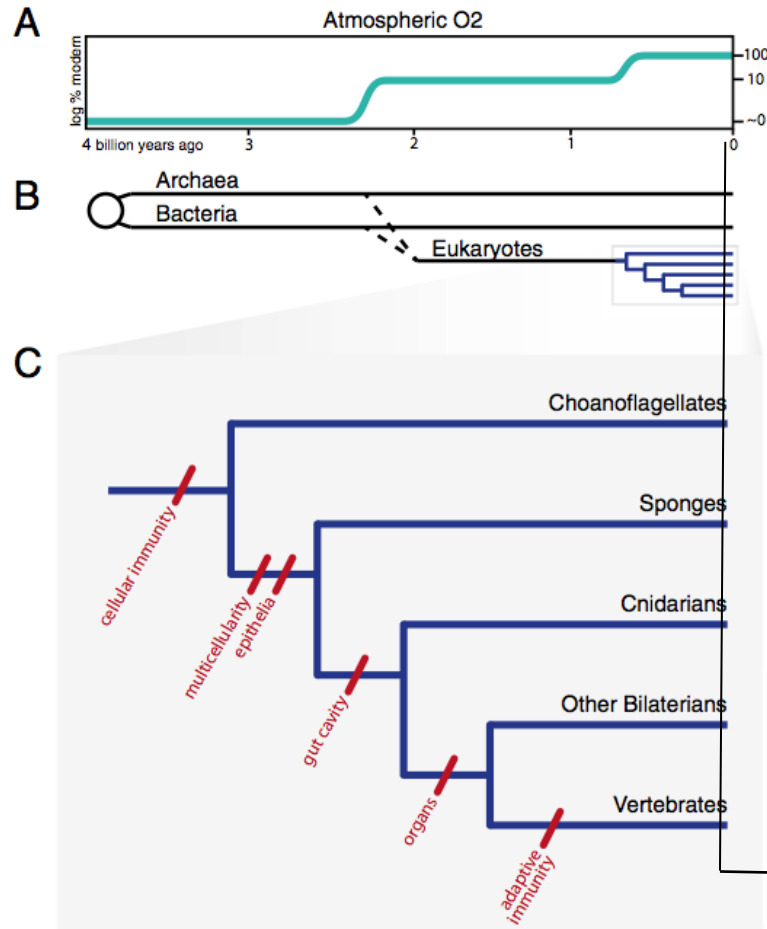 A
Atmospheric O2
log % modern
100
10
~0
4 billion years ago
3
2
1
0
B
Archaea
Bacteria
Eukaryotes
C
Choanoflagellates
Sponges
Cnidarians
Other Bilaterians
Vertebrates
cellular immunity
multicellularity
epithelia
gut cavity
organs
adaptive
immunity